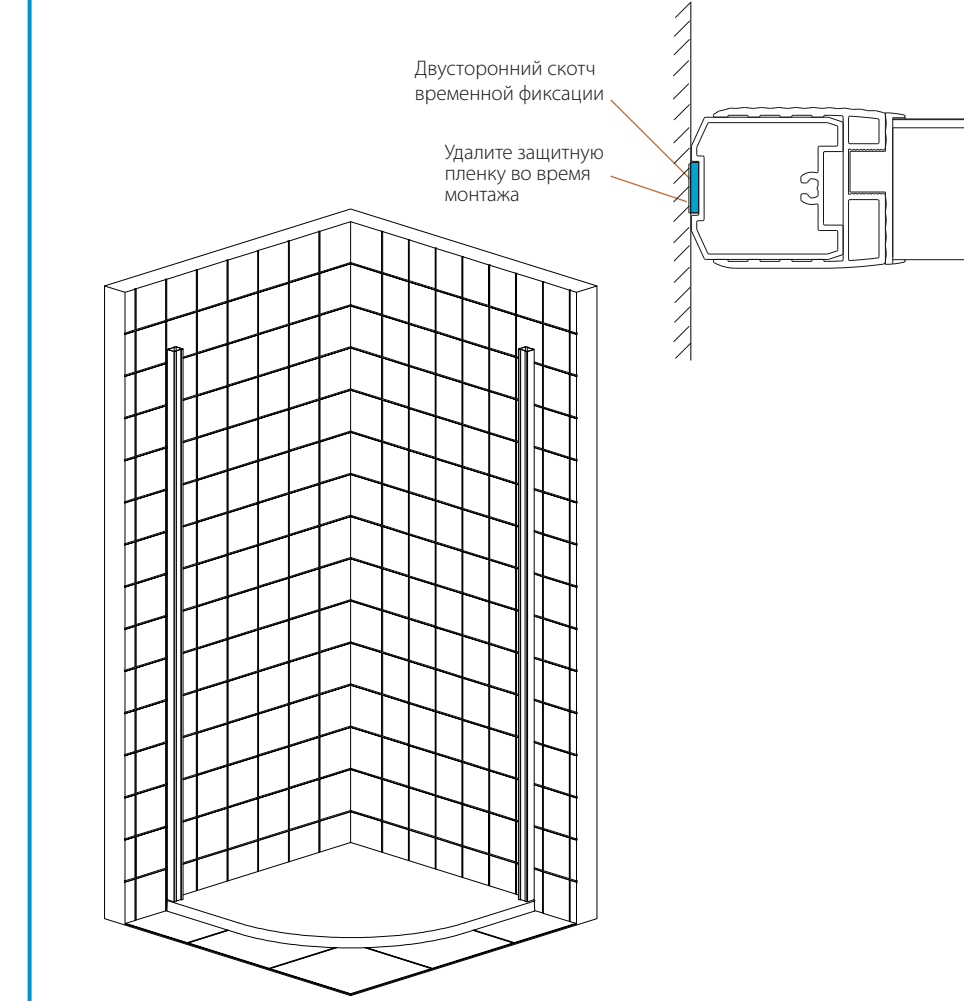 Двусторонний скотч
временной фиксации
Удалите защитную
пленку во время
монтажа